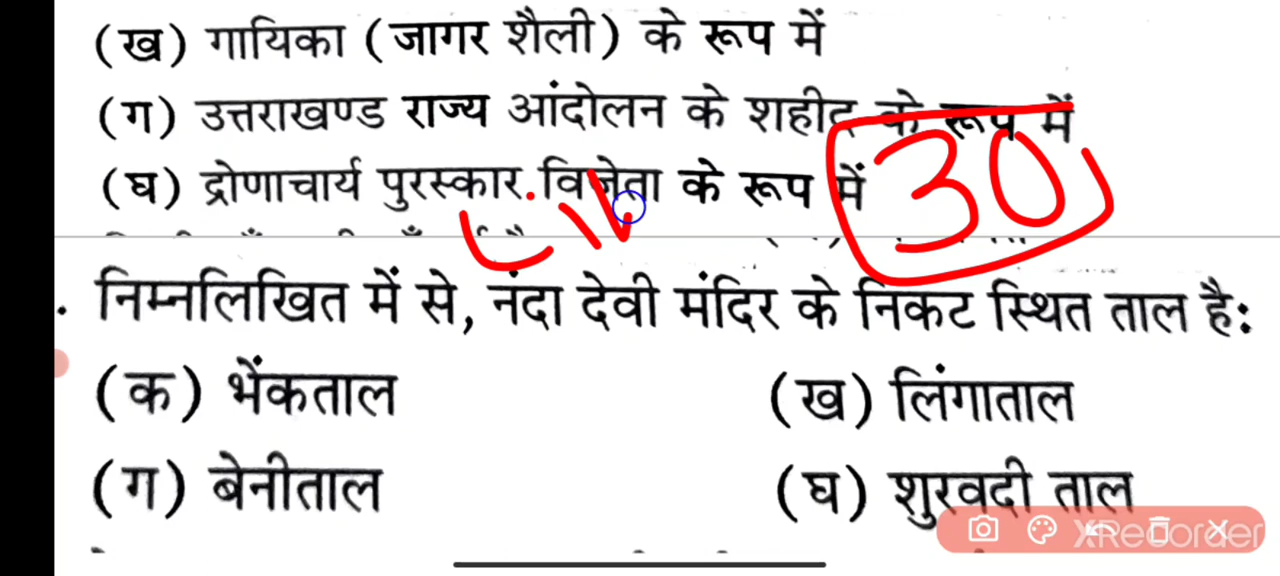 (ख) गायिका (जागर शैली) के रूप में
(ग) उत्तराखण्ड राज्य आंदोलन के शहीद के रूप में
(घ) द्रोणाचार्य पुरस्कार विजेता के रूप में
30
. निम्नलिखित में से, नंदा देवी मंदिर के निकट स्थित ताल है:
(क) भेंकताल (ख) लिंगाताल
(ग) बेनीताल (घ) शुरवदी ताल
XRecorder